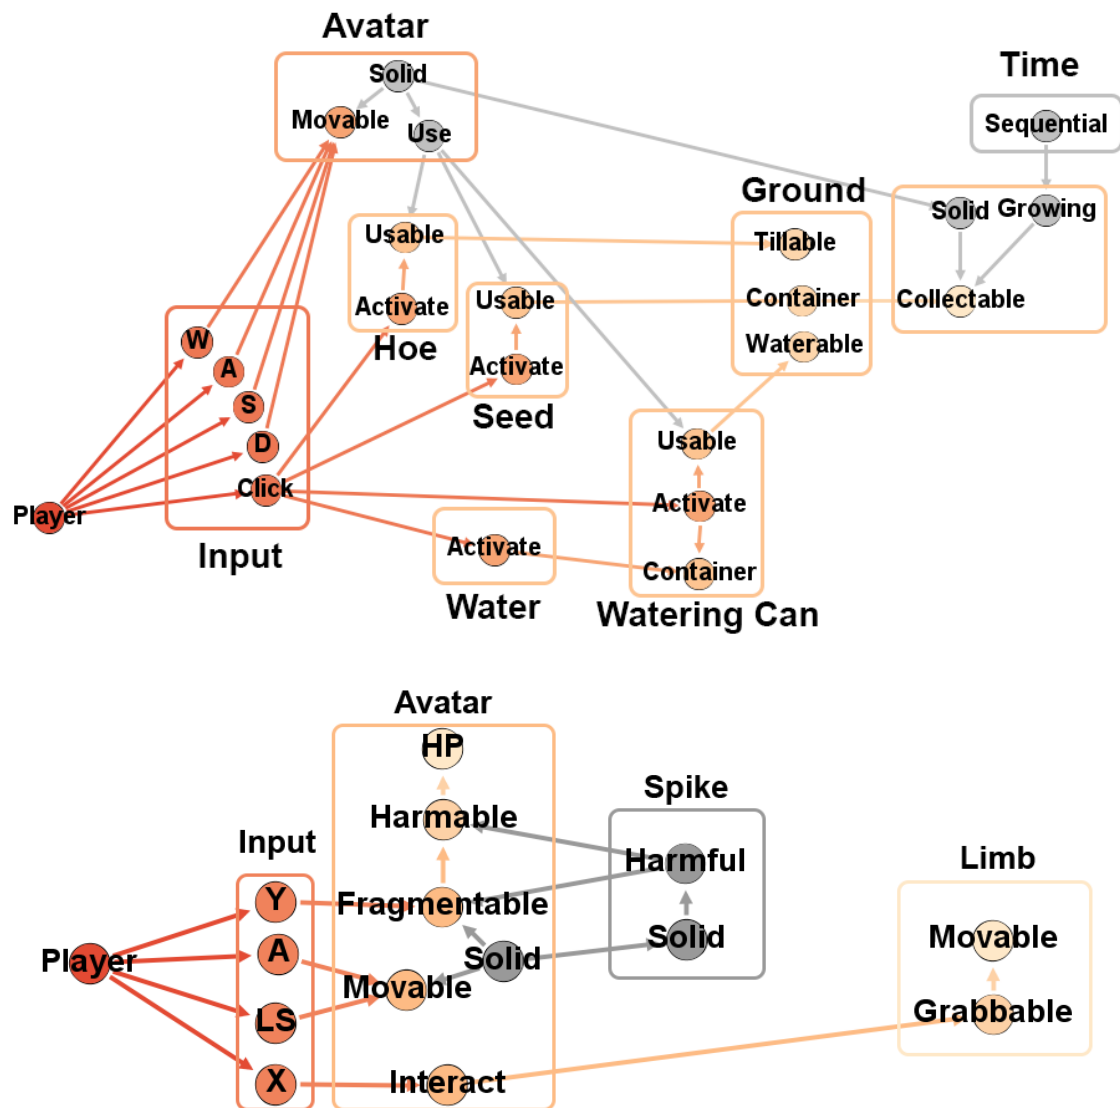 Avatar
Solid
Movable
Use
Time
Sequential
Ground
Solid
Growing
Collectable
Tillable
Container
Waterable
Usable
Activate
Hoe
Usable
Activate
Seed
W
A
S
D
Click
Player
Input
Activate
Water
Usable
Activate
Container
Watering Can
Avatar
HP
Harmable
Fragmentable
Solid
Movable
Interact
Spike
Harmful
Solid
Input
Y
A
LS
X
Player
Limb
Movable
Grabbable